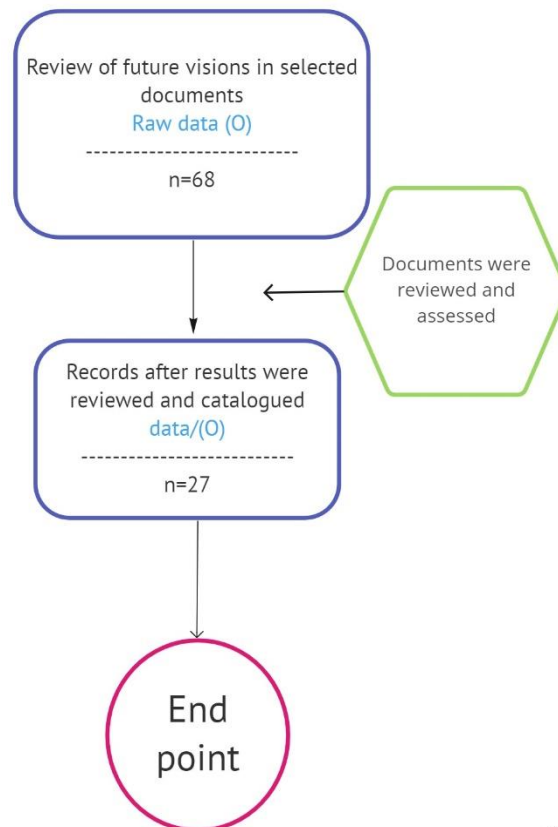 Review of future visions in selected
documents
Raw data (O)
----------------------------
n=68
Documents were
reviewed and
assessed
Records after results were
reviewed and catalogued
data/(O)
----------------------------
n=27
End
point